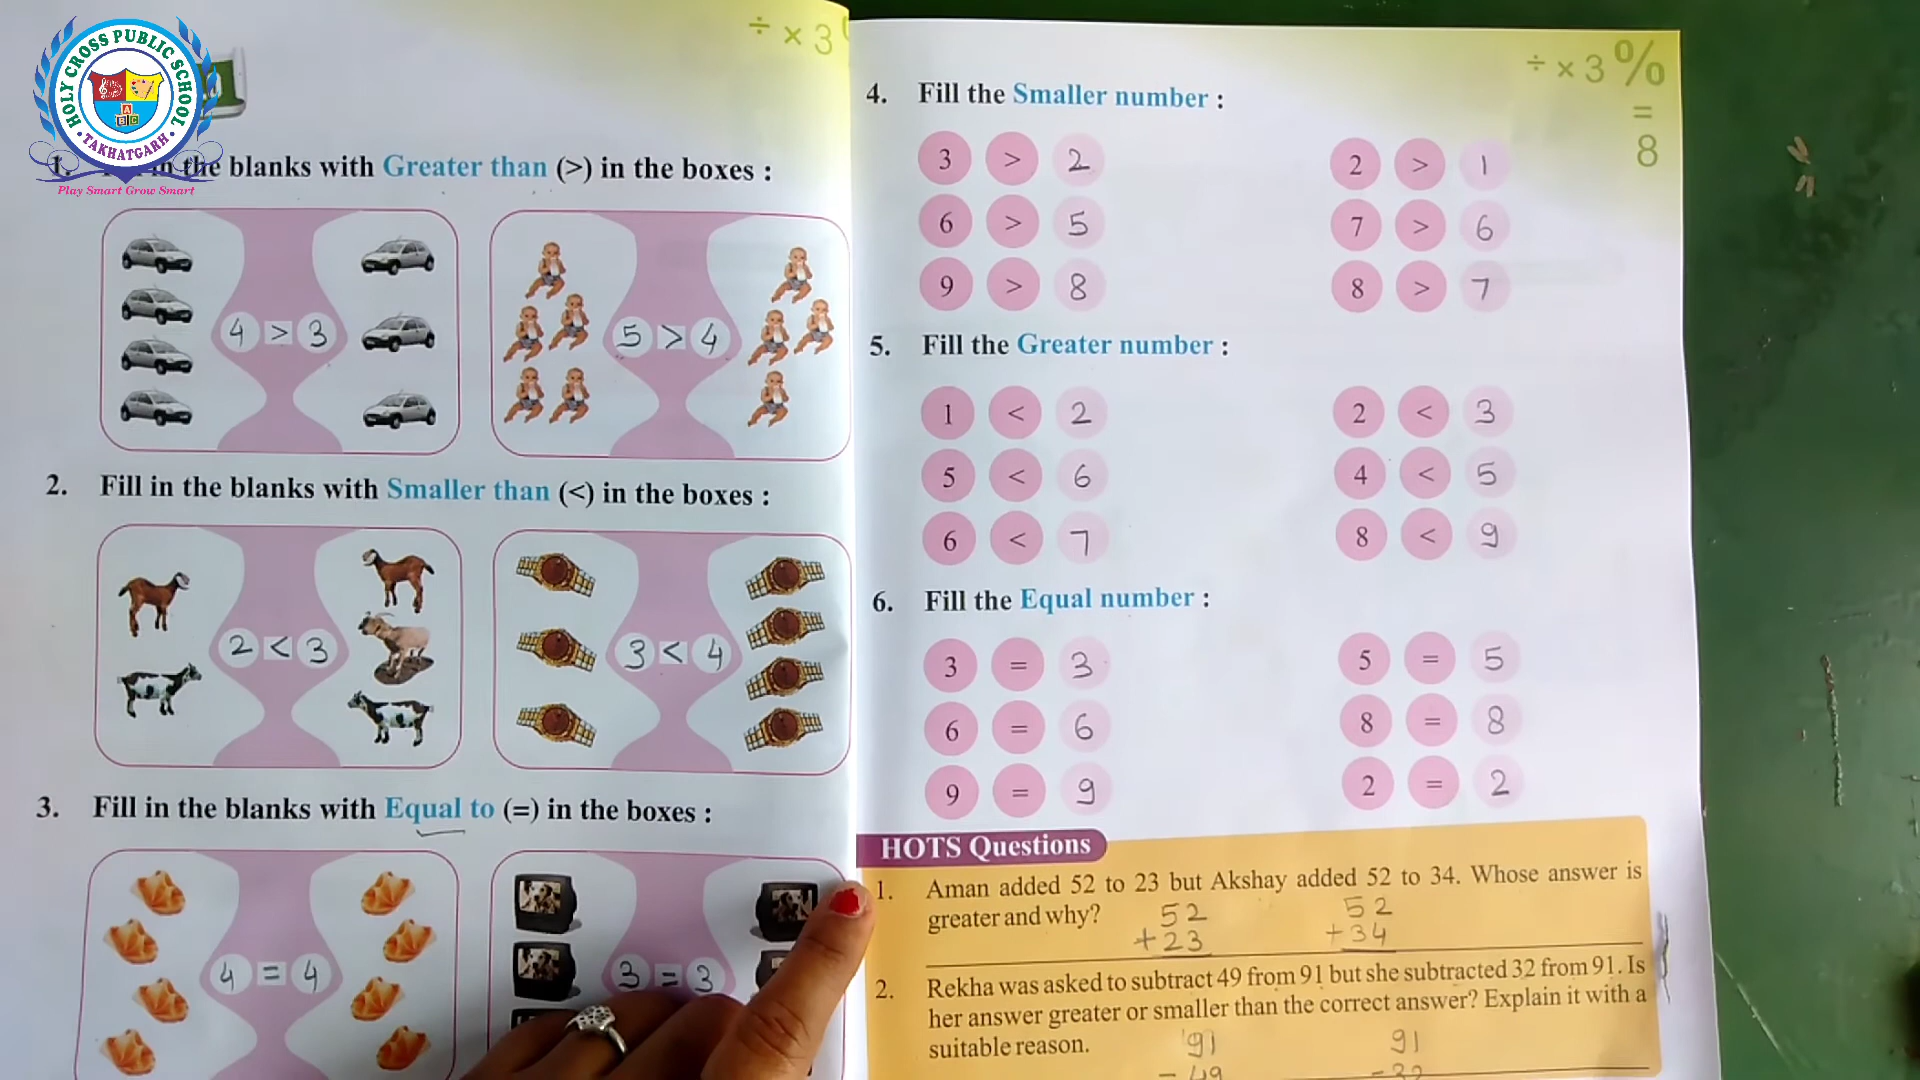 HOLY CROSS PUBLIC SCHOOL
TAKHATGARH
A
B C
Play Smart Grow Smart
÷ × 3
1. in the blanks with Greater than (>) in the boxes :
4 > 3
5 > 4
2. Fill in the blanks with Smaller than (<) in the boxes :
2 < 3
3 < 4
3. Fill in the blanks with Equal to (=) in the boxes :
4 = 4
3 = 3
÷ × 3 %
=
8
4. Fill the Smaller number :
3 > 2
2 > 1
6 > 5
7 > 6
9 > 8
8 > 7
5. Fill the Greater number :
1 < 2
2 < 3
5 < 6
4 < 5
6 < 7
8 < 9
6. Fill the Equal number :
3 = 3
5 = 5
6 = 6
8 = 8
9 = 9
2 = 2
HOTS Questions
1. Aman added 52 to 23 but Akshay added 52 to 34. Whose answer is
greater and why?
52
+23
52
+34
2. Rekha was asked to subtract 49 from 91 but she subtracted 32 from 91. Is
her answer greater or smaller than the correct answer? Explain it with a
suitable reason.
91
- 49
91
- 32